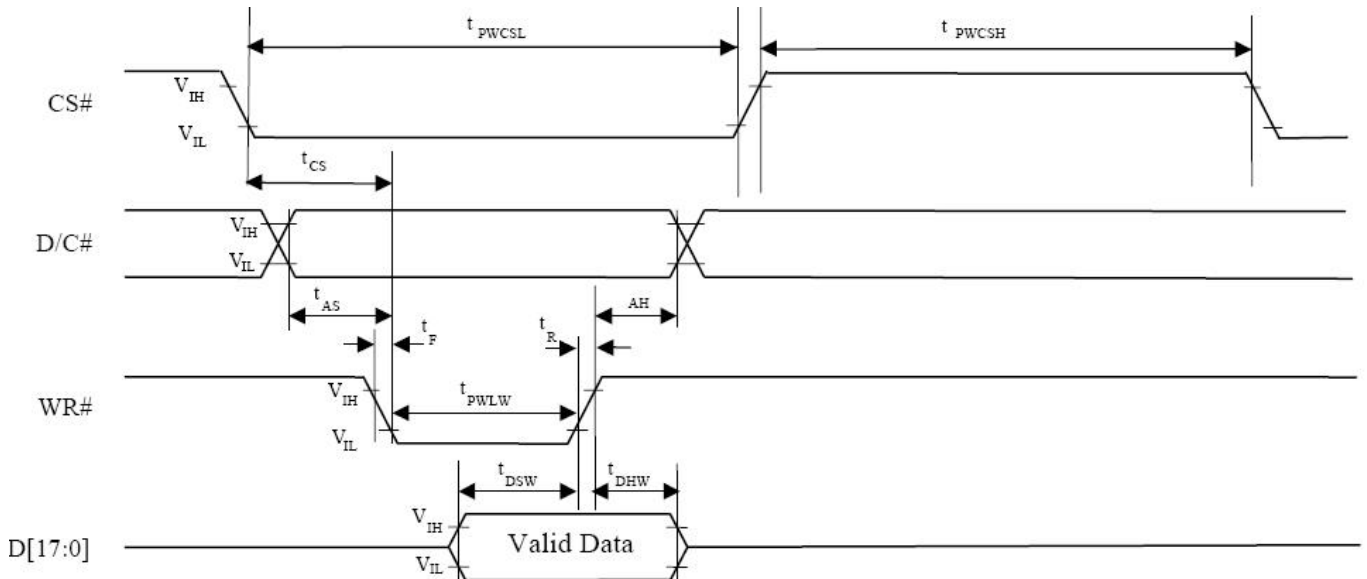 t PWCSL
t PWCSH
CS#
V IH
V IL
t CS
D/C#
V IH
V IL
t AS
AH
t F
t R
WR#
V IH
V IL
t PWLW
t DSW
t DHW
D[17:0]
V IH
V IL
Valid Data